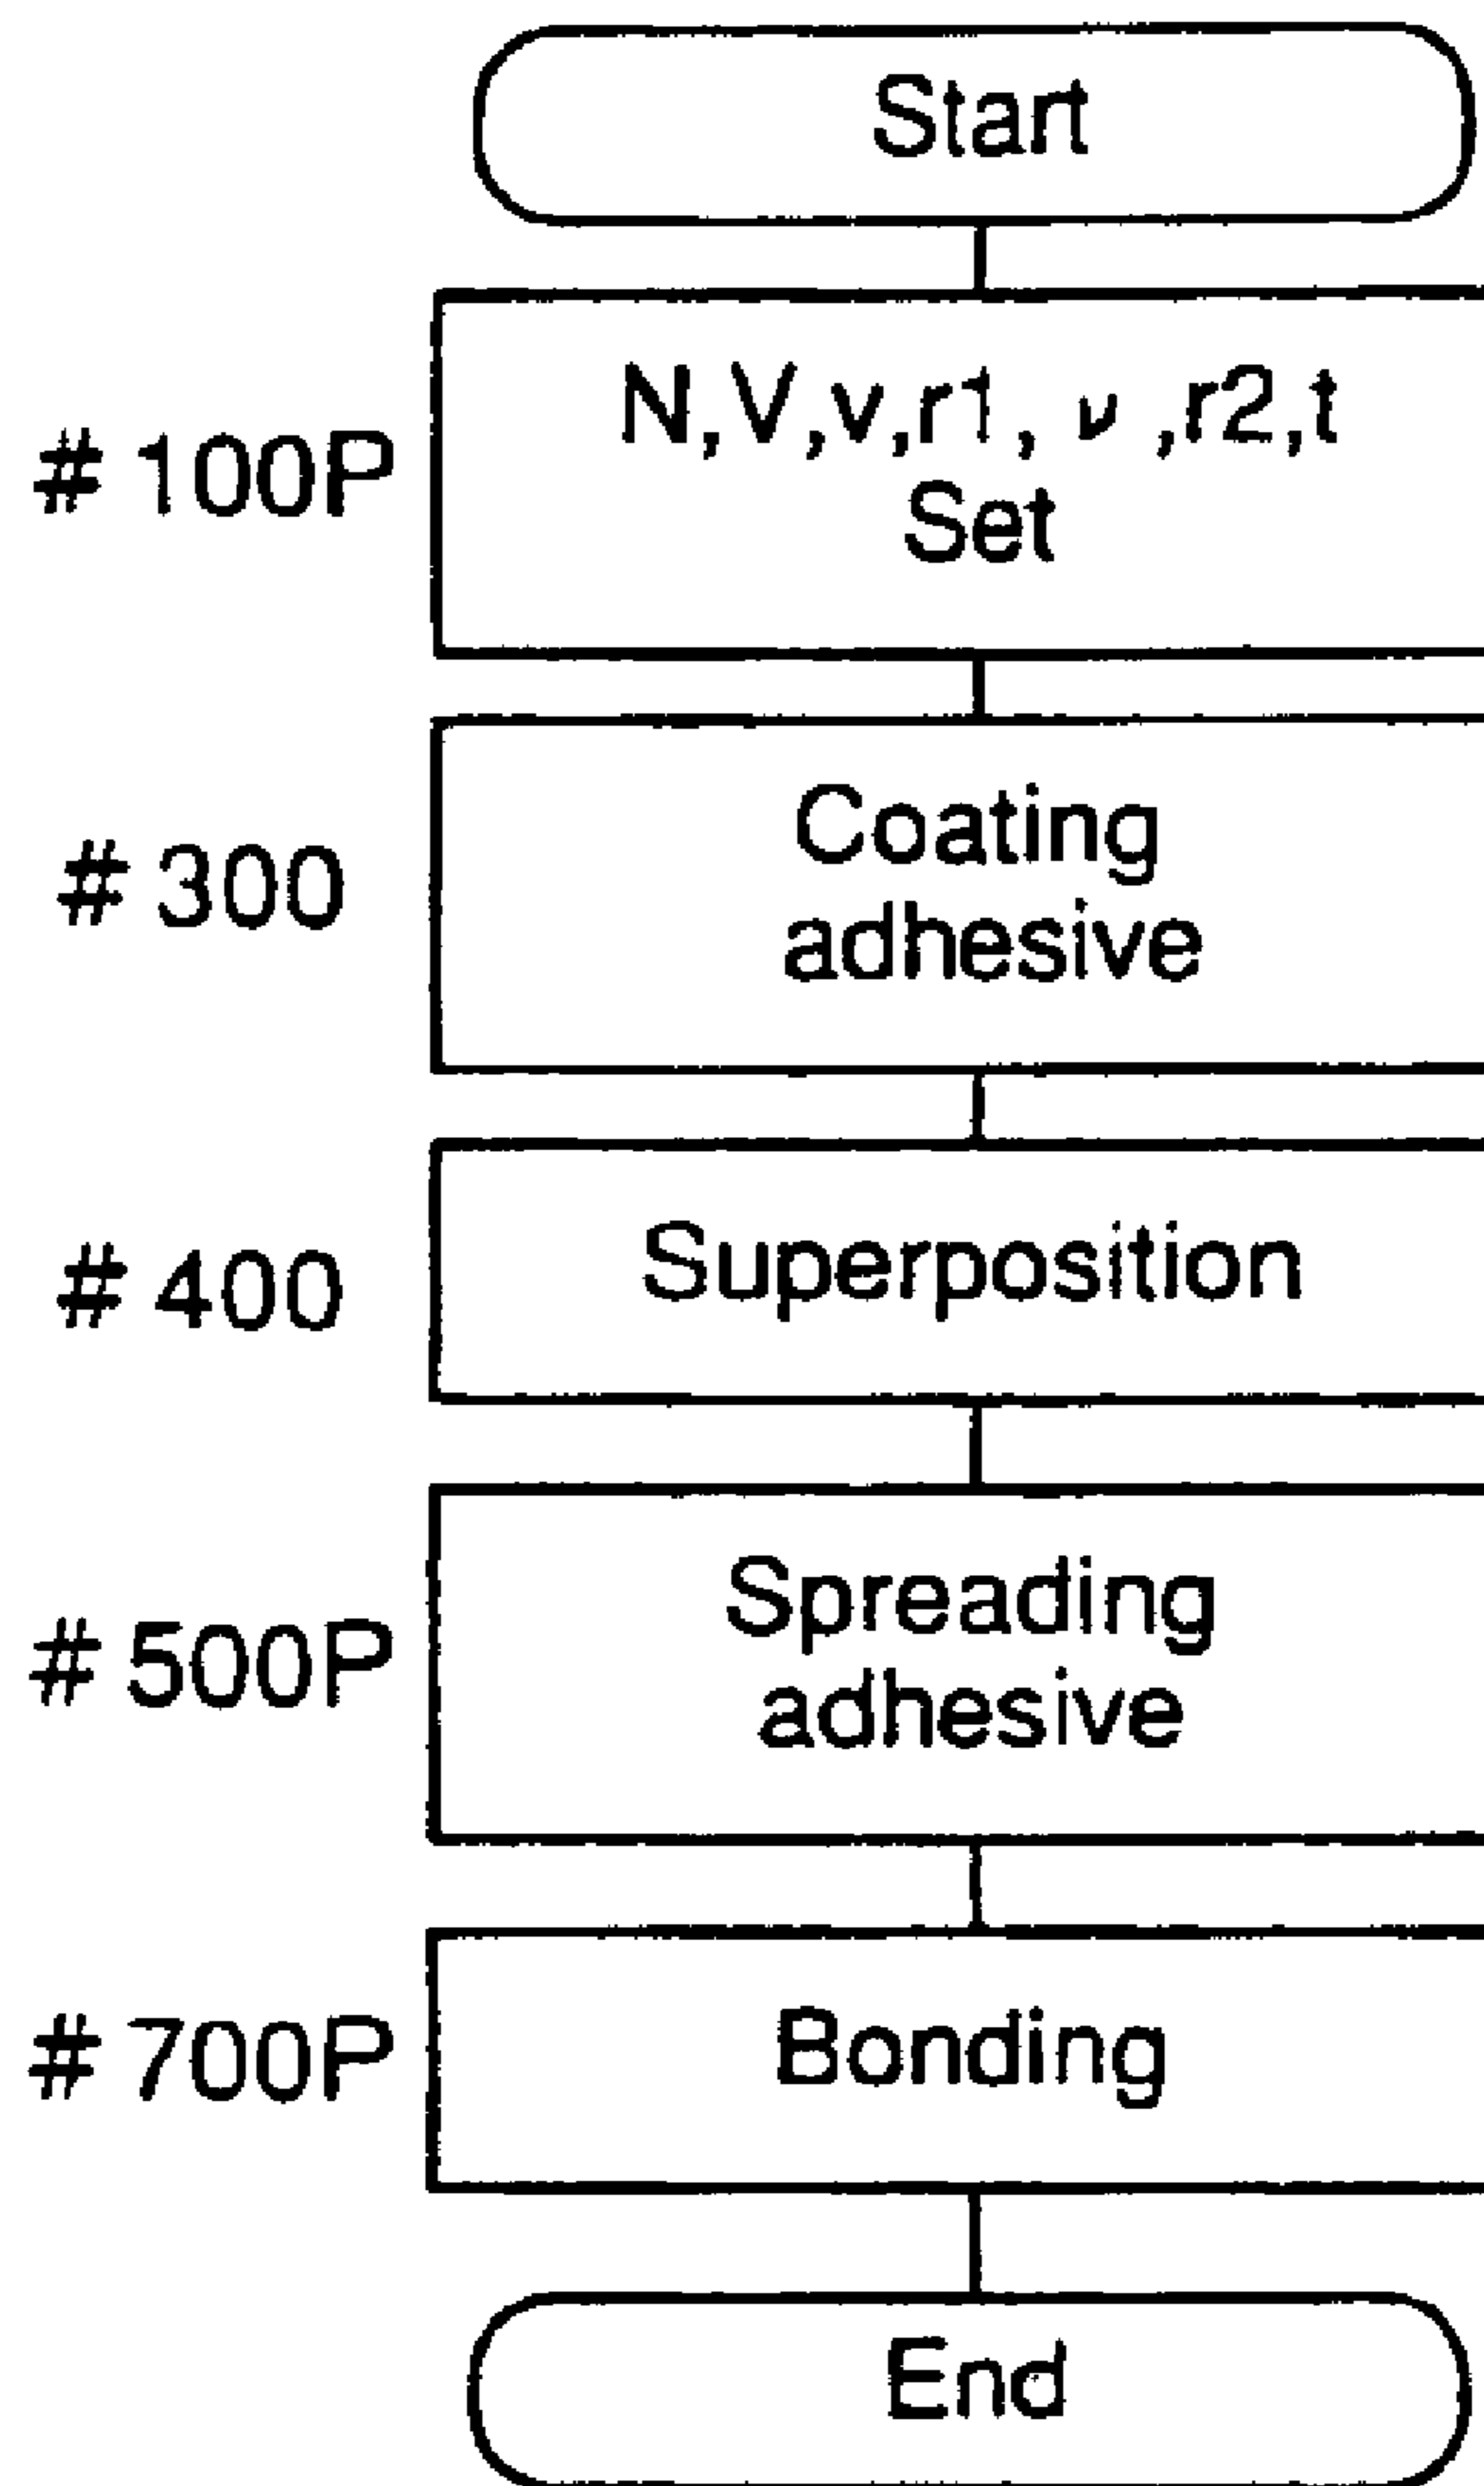 Start
# 100P
N,V,v,r1, ν ,r2,t
Set
# 300
Coating
adhesive
# 400
Superposition
# 500P
Spreading
adhesive
# 700P
Bonding
End